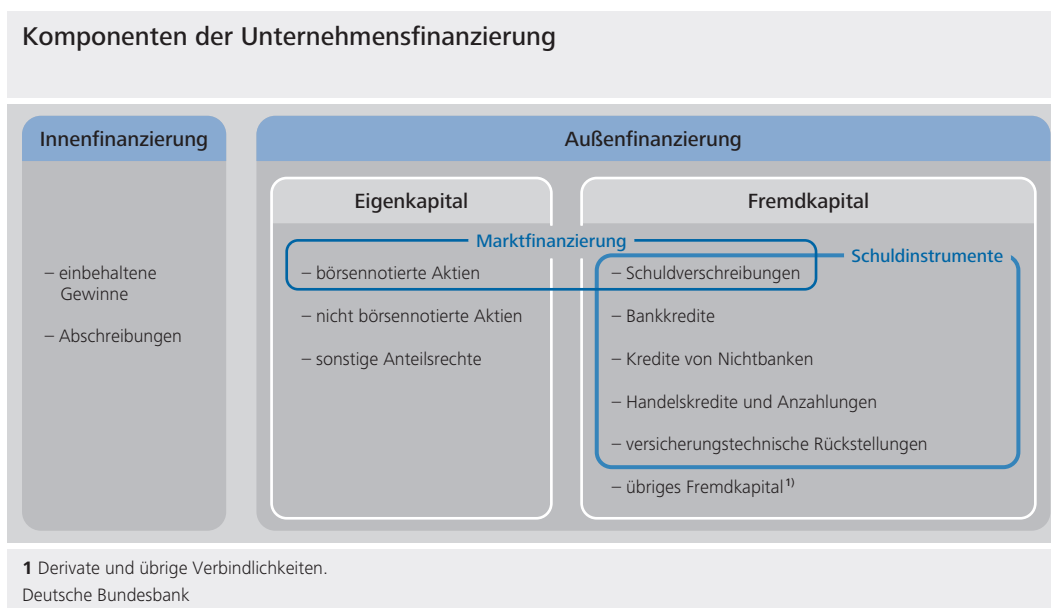 Komponenten der Unternehmensfinanzierung
Innenfinanzierung
– einbehaltene
Gewinne
– Abschreibungen
Außenfinanzierung
Eigenkapital
Fremdkapital
Marktfinanzierung
Schuldinstrumente
– börsennotierte Aktien
– nicht börsennotierte Aktien
– sonstige Anteilsrechte
– Schuldverschreibungen
– Bankkredite
– Kredite von Nichtbanken
– Handelskredite und Anzahlungen
– versicherungstechnische Rückstellungen
– übriges Fremdkapital 1)
1 Derivate und übrige Verbindlichkeiten.
Deutsche Bundesbank